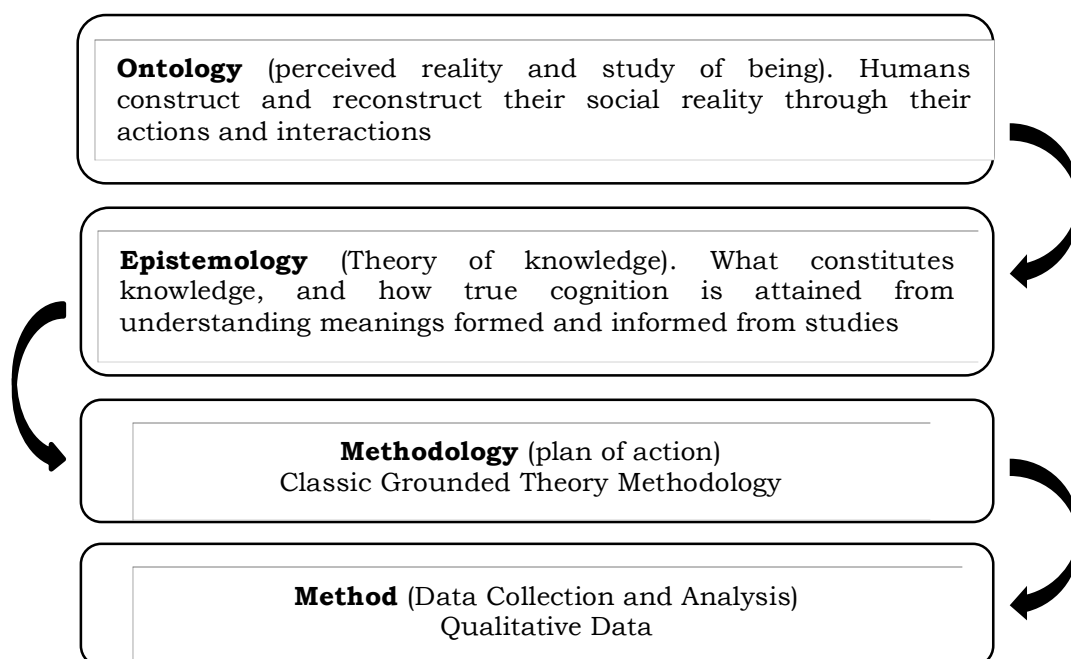 Ontology (perceived reality and study of being). Humans
construct and reconstruct their social reality through their
actions and interactions
Epistemology (Theory of knowledge). What constitutes
knowledge, and how true cognition is attained from
understanding meanings formed and informed from studies
Methodology (plan of action)
Classic Grounded Theory Methodology
Method (Data Collection and Analysis)
Qualitative Data